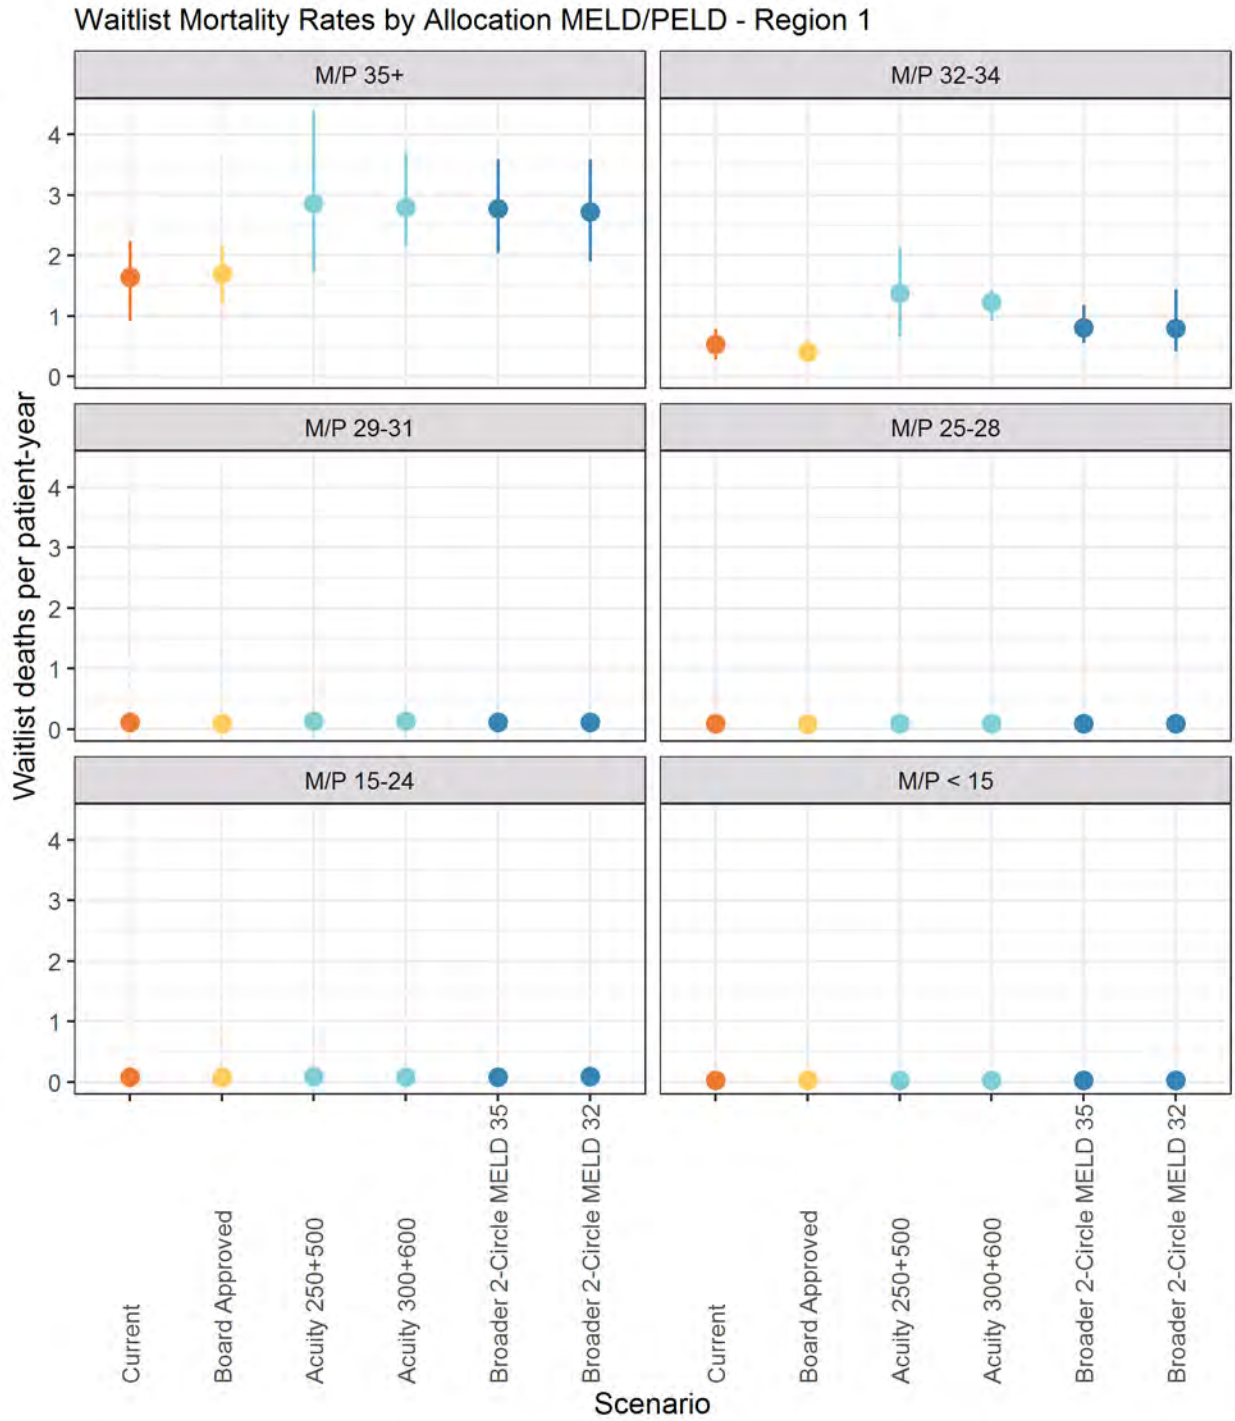 Waitlist Mortality Rates by Allocation MELD/PELD - Region 1
M/P 35+
M/P 32-34
4
3
2
1
0
M/P 29-31
M/P 25-28
4
3
2
1
0
M/P 15-24
M/P < 15
4
3
2
1
0
Waitlist deaths per patient-year
Current
Board Approved
Acuity 250+500
Acuity 300+600
Broader 2-Circle MELD 35
Broader 2-Circle MELD 32
Current
Board Approved
Acuity 250+500
Acuity 300+600
Broader 2-Circle MELD 35
Broader 2-Circle MELD 32
Scenario